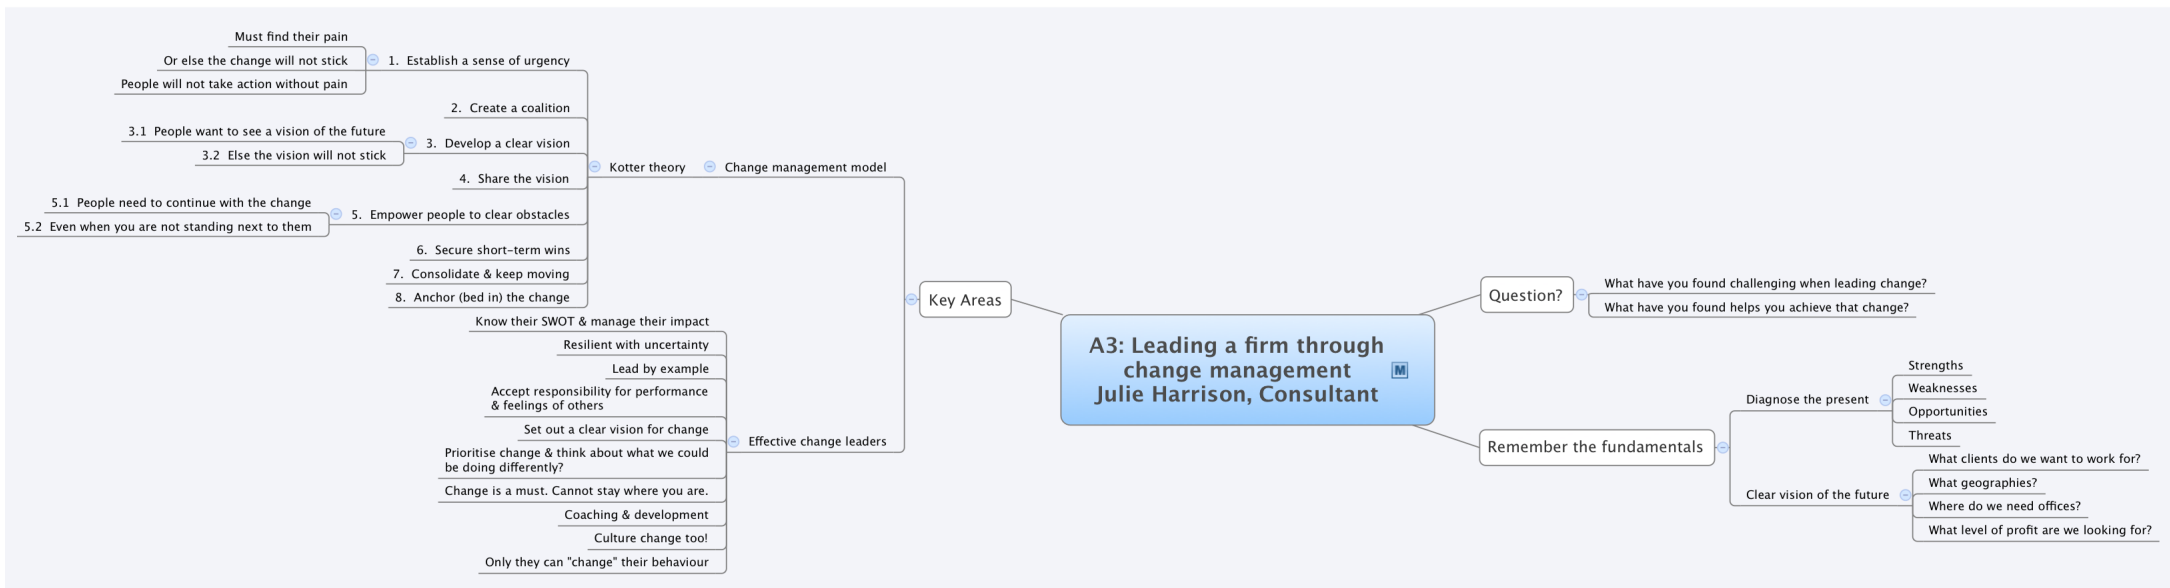 A3: Leading a firm through
change management
Julie Harrison, Consultant
M
Question?
What have you found challenging when leading change?
What have you found helps you achieve that change?
Remember the fundamentals
Diagnose the present
Strengths
Weaknesses
Opportunities
Threats
Clear vision of the future
What clients do we want to work for?
What geographies?
Where do we need offices?
What level of profit are we looking for?
Key Areas
Change management model
Kotter theory
1. Establish a sense of urgency
Must find their pain
Or else the change will not stick
People will not take action without pain
2. Create a coalition
3. Develop a clear vision
3.1 People want to see a vision of the future
3.2 Else the vision will not stick
4. Share the vision
5. Empower people to clear obstacles
5.1 People need to continue with the change
5.2 Even when you are not standing next to them
6. Secure short-term wins
7. Consolidate & keep moving
8. Anchor (bed in) the change
Effective change leaders
Know their SWOT & manage their impact
Resilient with uncertainty
Lead by example
Accept responsibility for performance
& feelings of others
Set out a clear vision for change
Prioritise change & think about what we could
be doing differently?
Change is a must. Cannot stay where you are.
Coaching & development
Culture change too!
Only they can "change" their behaviour